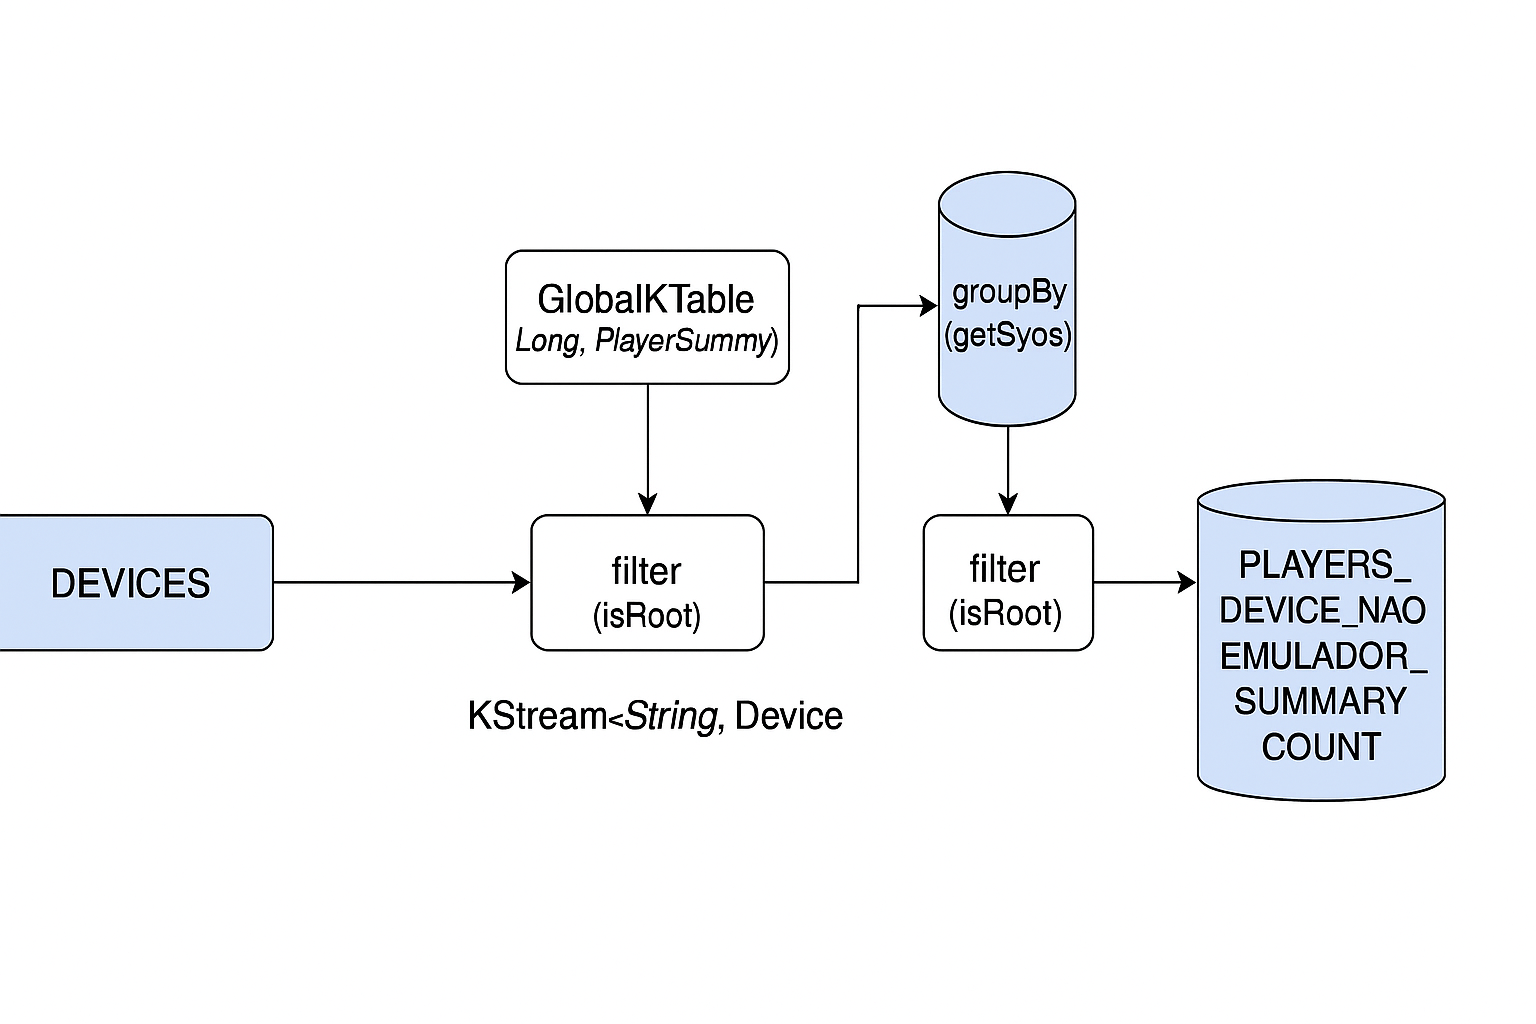 GlobalKTable
Long, PlayerSummy)
groupBy
(getSyos)
DEVICES
filter
(isRoot)
filter
(isRoot)
PLAYERS_
DEVICE_NAO
EMULADOR_
SUMMARY
COUNT
KStream<String, Device